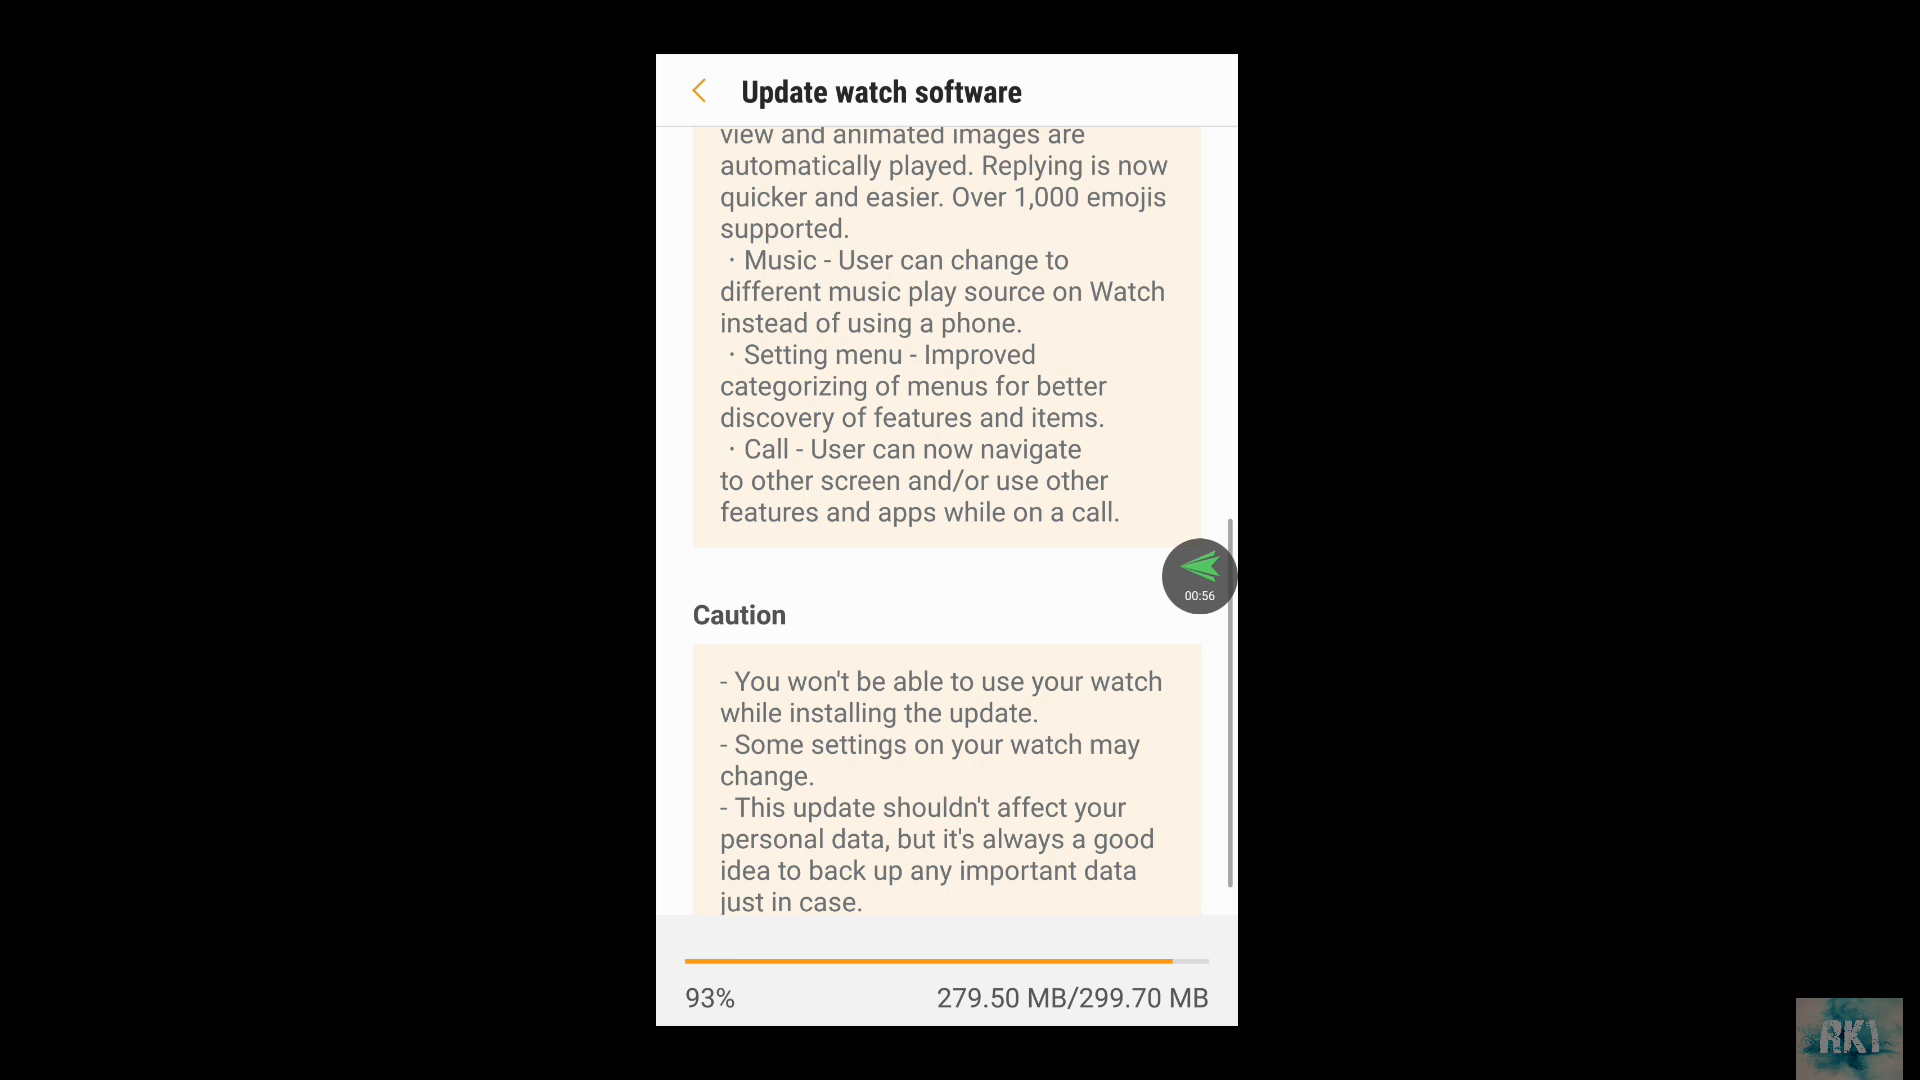 Update watch software
view and animated images are
automatically played. Replying is now
quicker and easier. Over 1,000 emojis
supported.
· Music - User can change to
different music play source on Watch
instead of using a phone.
· Setting menu - Improved
categorizing of menus for better
discovery of features and items.
· Call - User can now navigate
to other screen and/or use other
features and apps while on a call.
00:56
Caution
- You won't be able to use your watch
while installing the update.
- Some settings on your watch may
change.
- This update shouldn't affect your
personal data, but it's always a good
idea to back up any important data
just in case.
93% 279.50 MB/299.70 MB
RK1